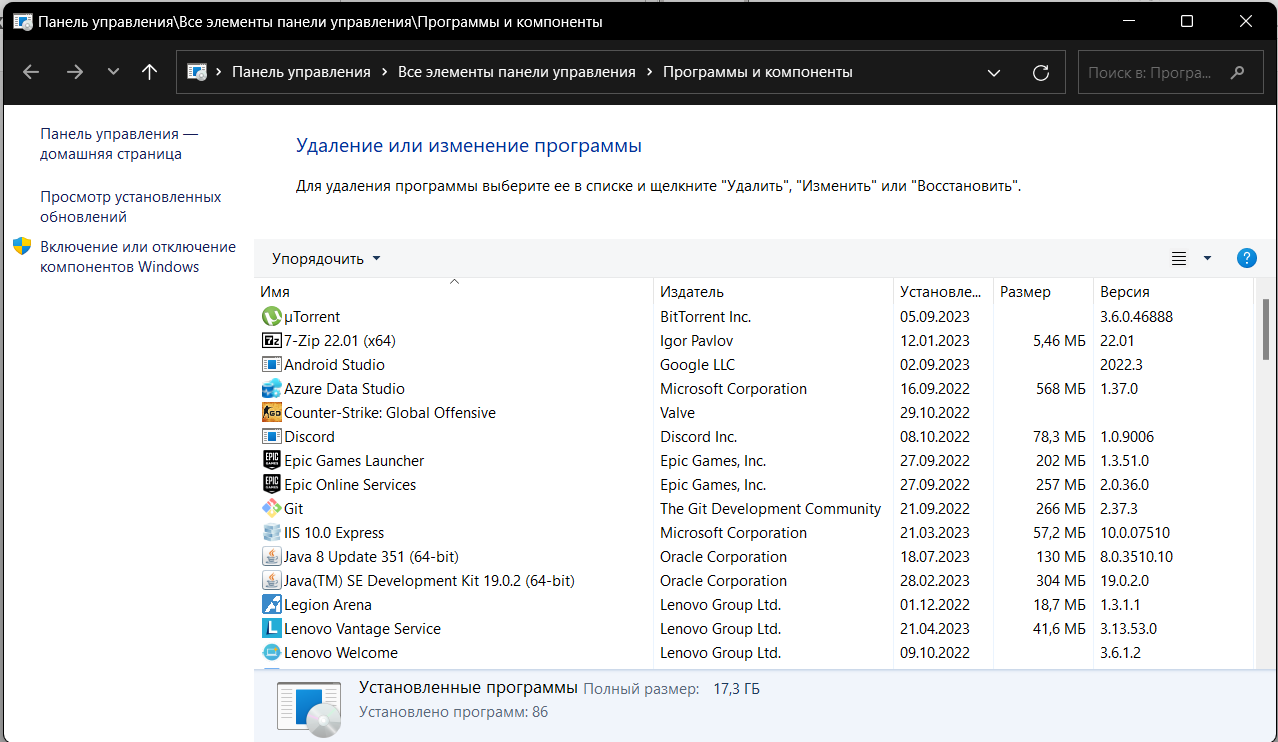 Панель управления\Все элементы панели управления\Программы и компоненты
Панель управления Все элементы панели управления Программы и компоненты
Поиск в: Програ...
Панель управления —
домашняя страница
Просмотр установленных
обновлений
Включение или отключение
компонентов Windows
Удаление или изменение программы
Для удаления программы выберите ее в списке и щелкните "Удалить", "Изменить" или "Восстановить".
Упорядочить
Имя Издатель Установле... Размер Версия
µTorrent BitTorrent Inc. 05.09.2023 3.6.0.46888
7-Zip 22.01 (x64) Igor Pavlov 12.01.2023 5,46 МБ 22.01
Android Studio Google LLC 02.09.2023 2022.3
Azure Data Studio Microsoft Corporation 16.09.2022 568 МБ 1.37.0
Counter-Strike: Global Offensive Valve 29.10.2022
Discord Discord Inc. 08.10.2022 78,3 МБ 1.0.9006
Epic Games Launcher Epic Games, Inc. 27.09.2022 202 МБ 1.3.51.0
Epic Online Services Epic Games, Inc. 27.09.2022 257 МБ 2.0.36.0
Git The Git Development Community 21.09.2022 266 МБ 2.37.3
IIS 10.0 Express Microsoft Corporation 21.03.2023 57,2 МБ 10.0.07510
Java 8 Update 351 (64-bit) Oracle Corporation 18.07.2023 130 МБ 8.0.3510.10
Java(TM) SE Development Kit 19.0.2 (64-bit) Oracle Corporation 28.02.2023 304 МБ 19.0.2.0
Legion Arena Lenovo Group Ltd. 01.12.2022 18,7 МБ 1.3.1.1
Lenovo Vantage Service Lenovo Group Ltd. 21.04.2023 41,6 МБ 3.13.53.0
Lenovo Welcome Lenovo Group Ltd. 09.10.2022 3.6.1.2
Установленные программы Полный размер: 17,3 ГБ
Установлено программ: 86